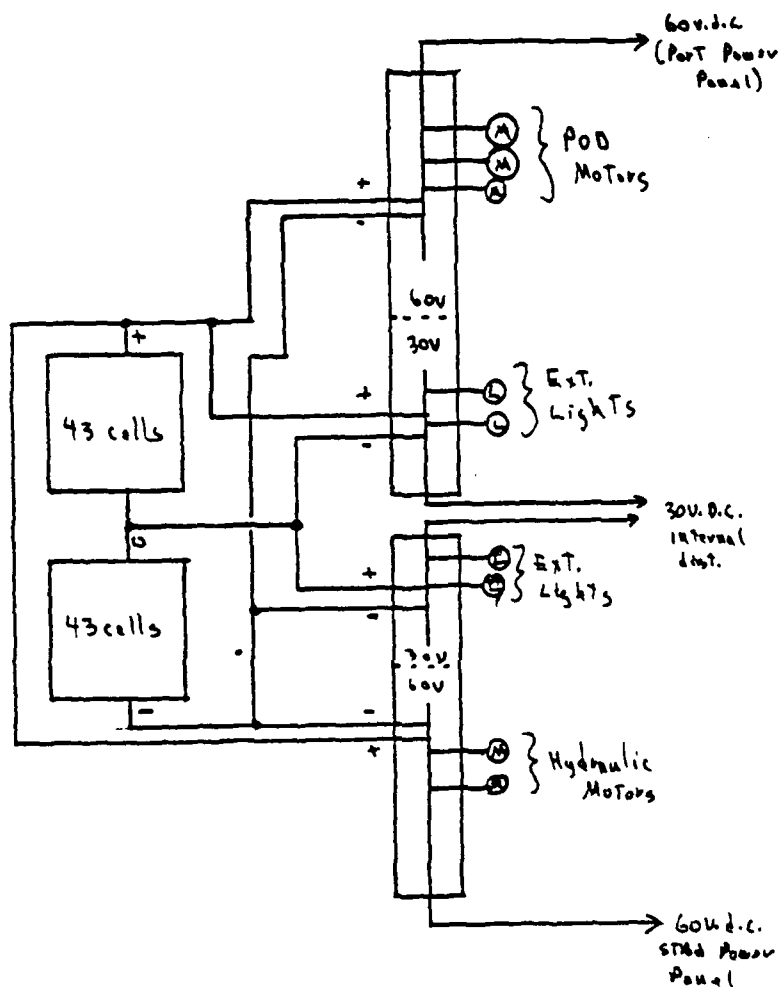 60v.d.c
(PorT Power
Panel)
M
M
M
POD
MoTors
+
-
60v
30v
+
43 cells
+
-
L
L
ExT.
LighTs
0
30v.D.C.
internal
dist.
43 cells
+
-
L
L
ExT.
LighTs
30v
60v
-
-
+
M
M
Hydraulic
MoTors
60v d.c.
STBd Power
Panel